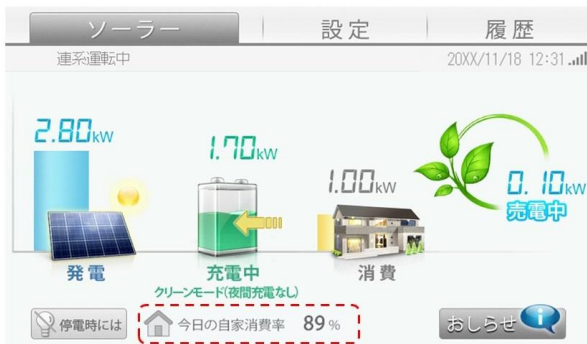 ソーラー
設定
履歴
連系運転中
20XX/11/18 12:31
2.80kW
1.70kW
1.00kW
0.10kW
売電中
発電
充電中
消費
クリーンモード(夜間充電なし)
停電時には
今日の自家消費率 89%
おしらせ